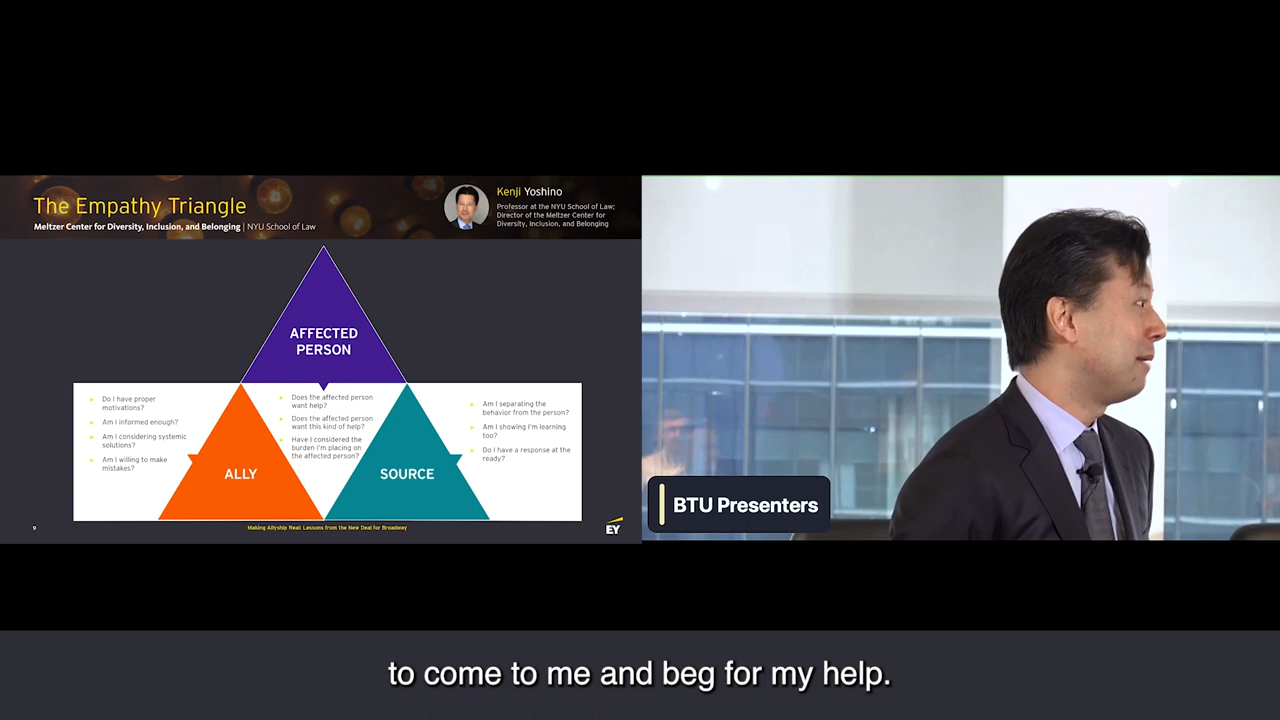 The Empathy Triangle
Meltzer Center for Diversity, Inclusion, and Belonging | NYU School of Law
Kenji Yoshino
Professor at the NYU School of Law;
Director of the Meltzer Center for
Diversity, Inclusion, and Belonging
AFFECTED
PERSON
Do I have proper
motivations?
Am I informed enough?
Am I considering systemic
solutions?
Am I willing to make
mistakes?
ALLY
Does the affected person
want help?
Does the affected person
want this kind of help?
Have I considered the
burden I'm placing on
the affected person?
SOURCE
Am I separating the
behavior from the person?
Am I showing I'm learning
too?
Do I have a response at the
ready?
9
Making Allyship Real: Lessons from the New Deal for Broadway
EY
BTU Presenters
to come to me and beg for my help.